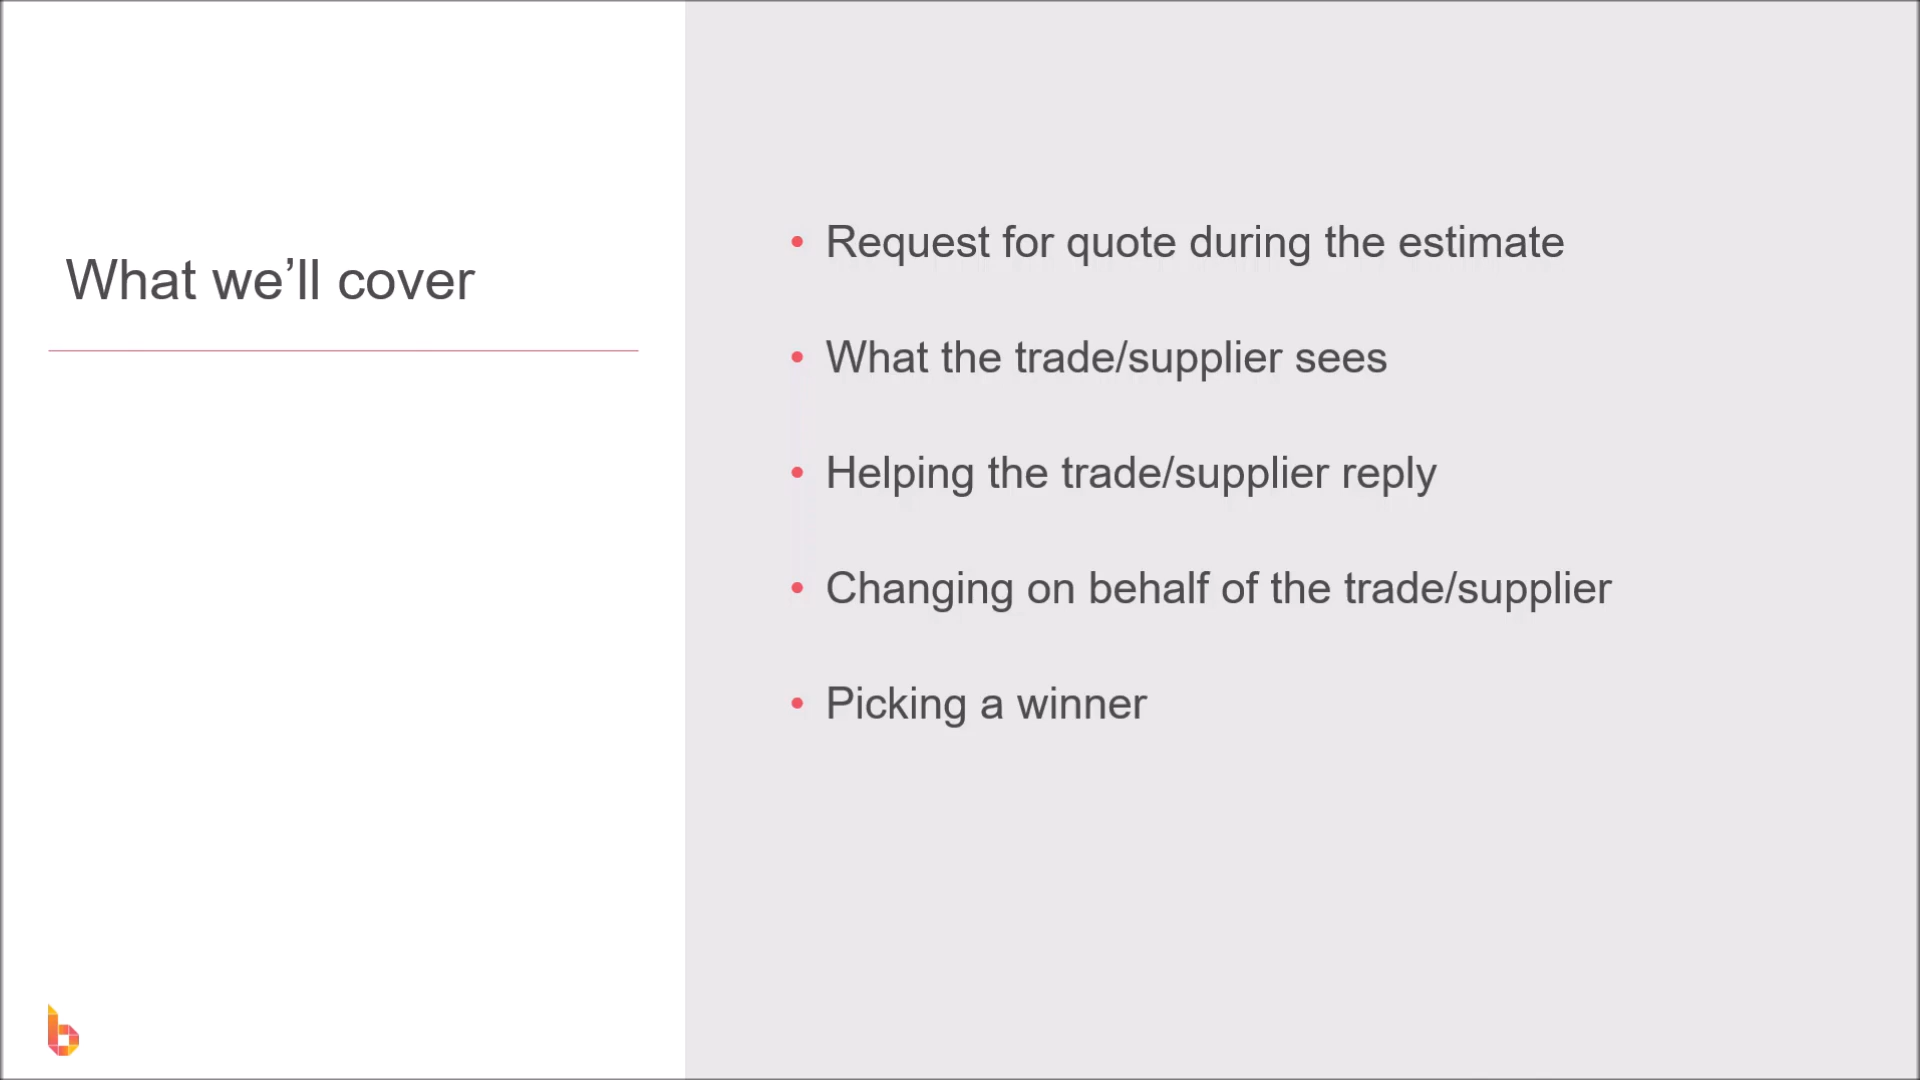 What we’ll cover
• Request for quote during the estimate
• What the trade/supplier sees
• Helping the trade/supplier reply
• Changing on behalf of the trade/supplier
• Picking a winner
b